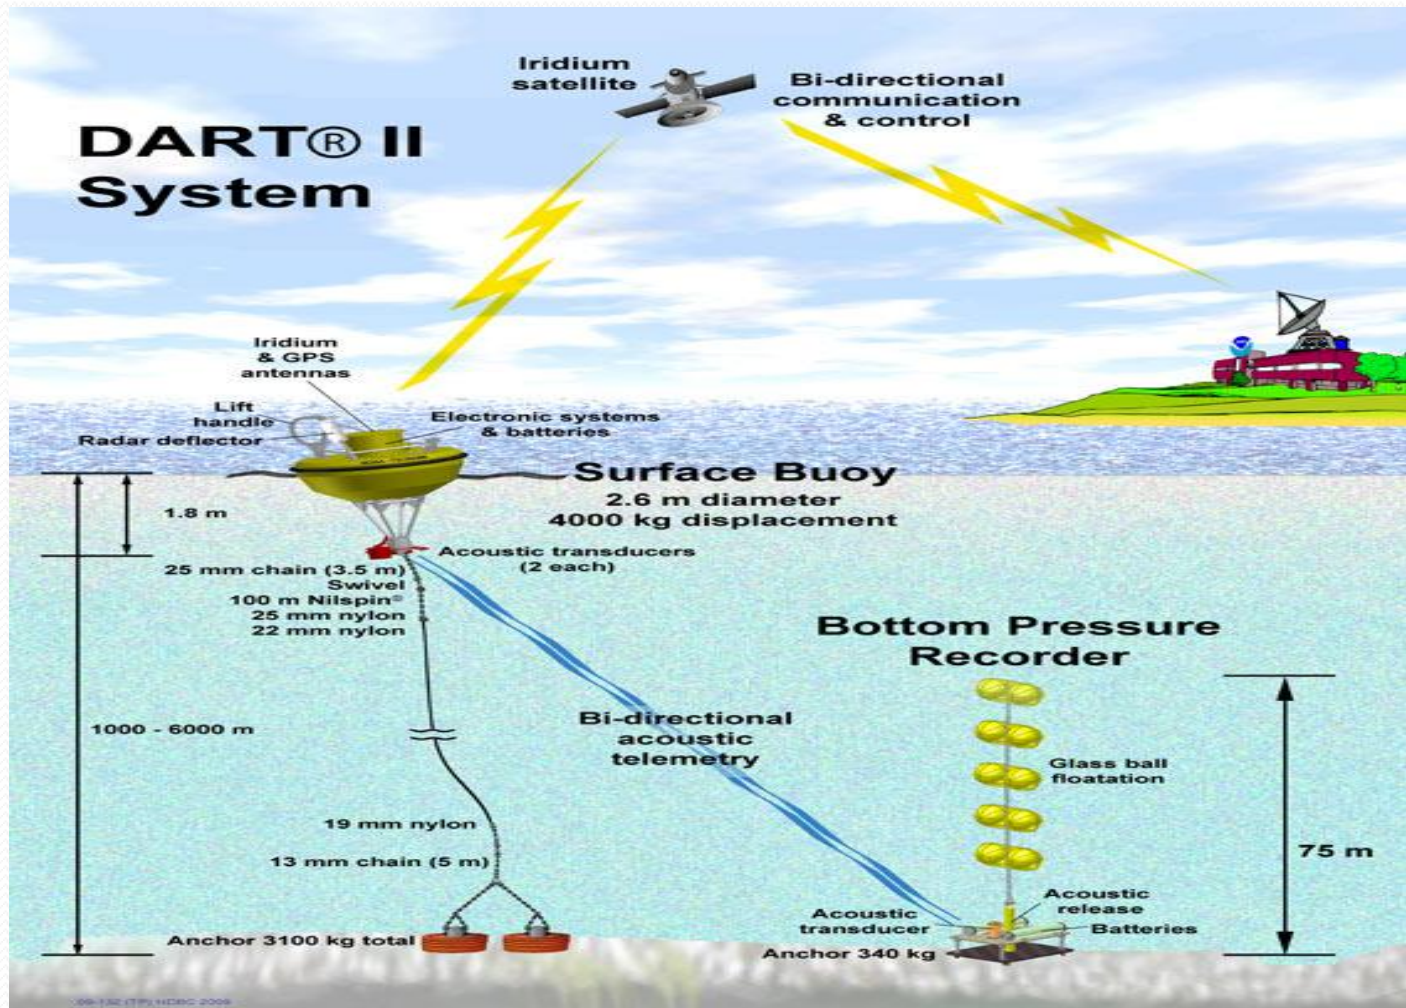 Iridium
satellite
Bi-directional
communication
& control
DART® II
System
Iridium
& GPS
antennas
Lift
handle
Radar deflector
Electronic systems
& batteries
Surface Buoy
2.6 m diameter
4000 kg displacement
1.8 m
Acoustic transducers
(2 each)
25 mm chain (3.5 m)
Swivel
100 m Nilspin®
25 mm nylon
22 mm nylon
Bottom Pressure
Recorder
1000 - 6000 m
Bi-directional
acoustic
telemetry
Glass ball
floatation
19 mm nylon
13 mm chain (5 m)
75 m
Acoustic
release
Acoustic
transducer
Batteries
Anchor 3100 kg total
Anchor 340 kg